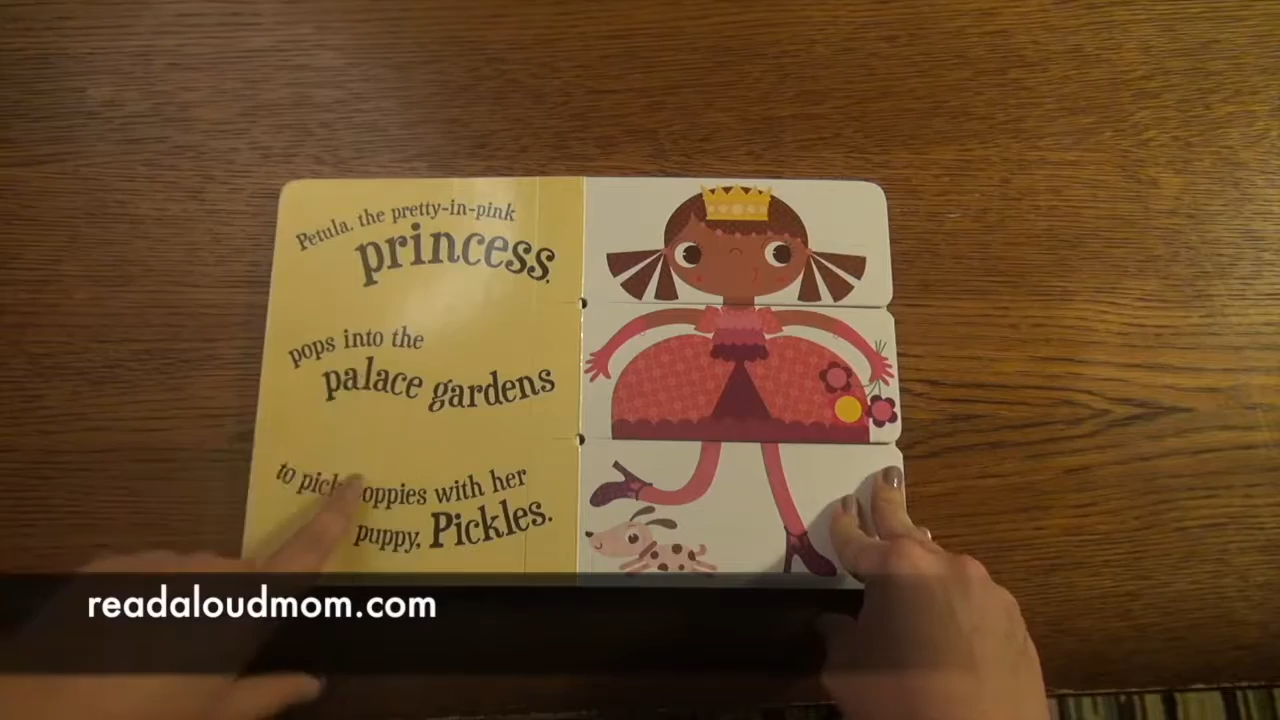 Petula, the pretty-in-pink
princess,
pops into the
palace gardens
to pick poppies with her
puppy, Pickles.
readaloudmom.com